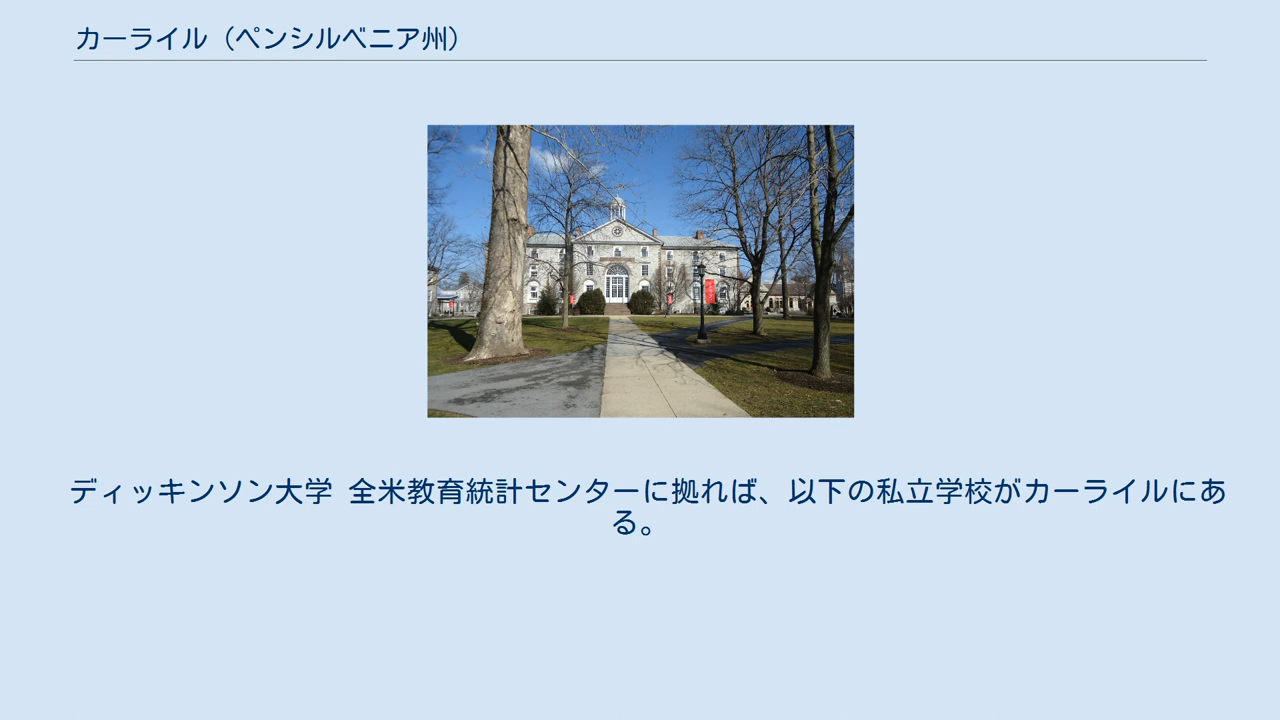 カーライル（ペンシルベニア州）
ディッキンソン大学 全米教育統計センターに拠れば、以下の私立学校がカーライルにあ
る。